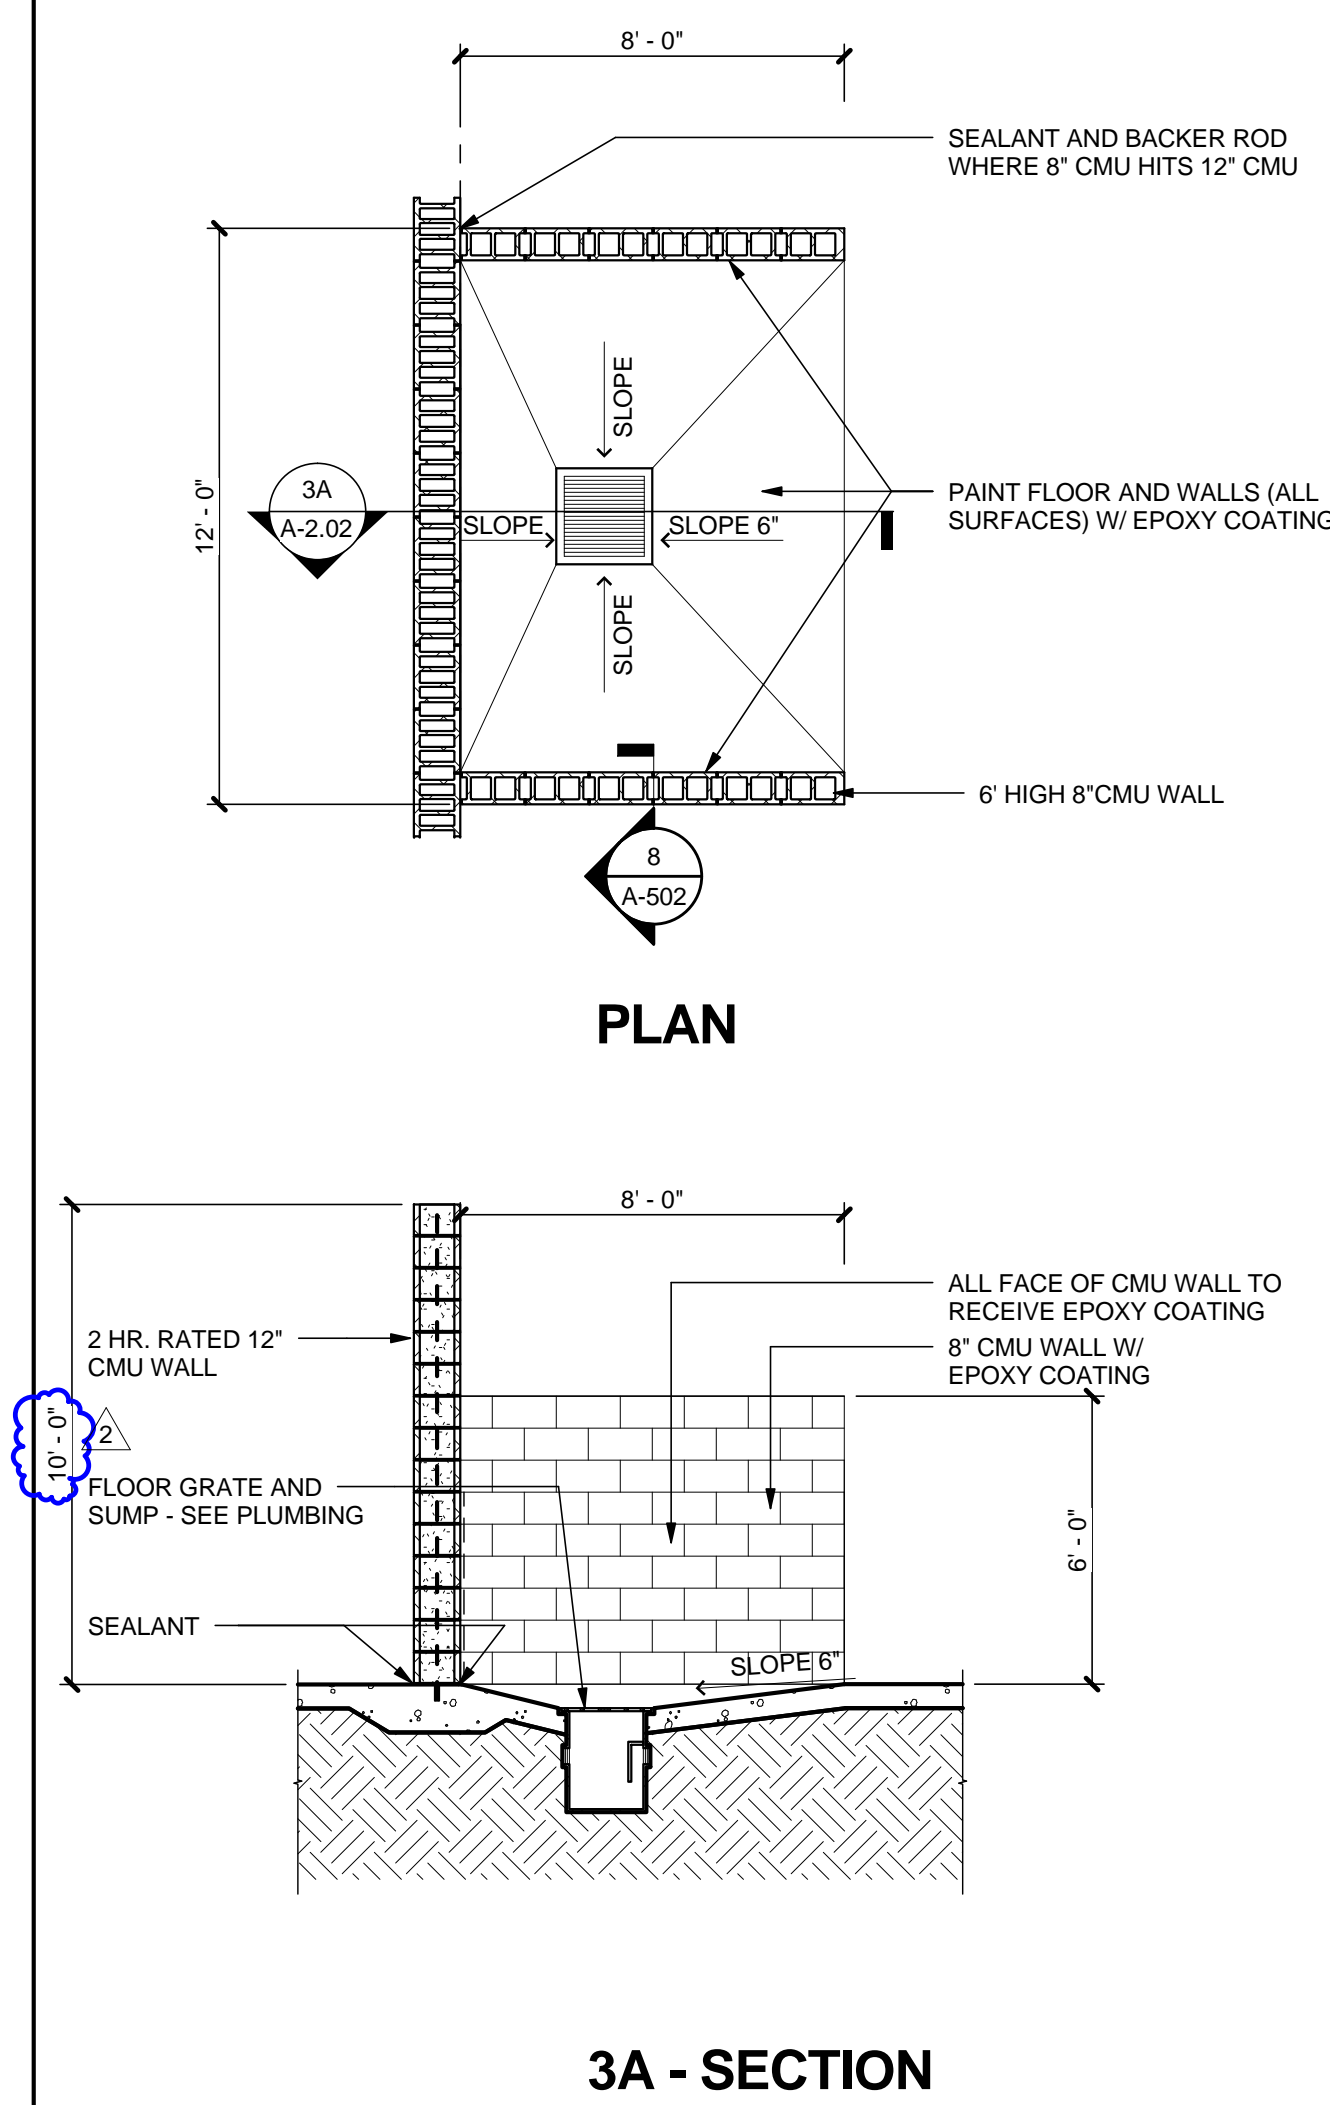 8' - 0"
SEALANT AND BACKER ROD
WHERE 8" CMU HITS 12" CMU
12' - 0"
3A
A-2.02
SLOPE
SLOPE
SLOPE 6"
SLOPE
PAINT FLOOR AND WALLS (ALL
SURFACES) W/ EPOXY COATING
6' HIGH 8"CMU WALL
8
A-502
PLAN
8' - 0"
ALL FACE OF CMU WALL TO
RECEIVE EPOXY COATING
8" CMU WALL W/
EPOXY COATING
2 HR. RATED 12"
CMU WALL
10' - 0"
2
FLOOR GRATE AND
SUMP - SEE PLUMBING
6' - 0"
SEALANT
SLOPE 6"
3A - SECTION